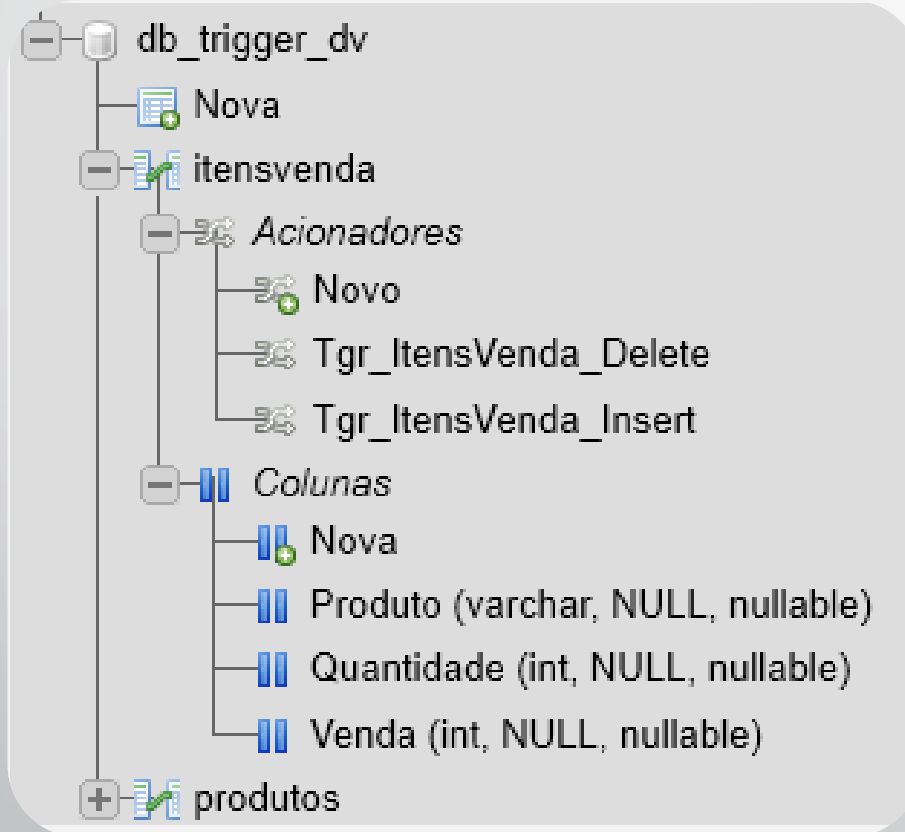 db_trigger_dv
Nova
itensvenda
Acionadores
Novo
Tgr_ItensVenda_Delete
Tgr_ItensVenda_Insert
Colunas
Nova
Produto (varchar, NULL, nullable)
Quantidade (int, NULL, nullable)
Venda (int, NULL, nullable)
produtos